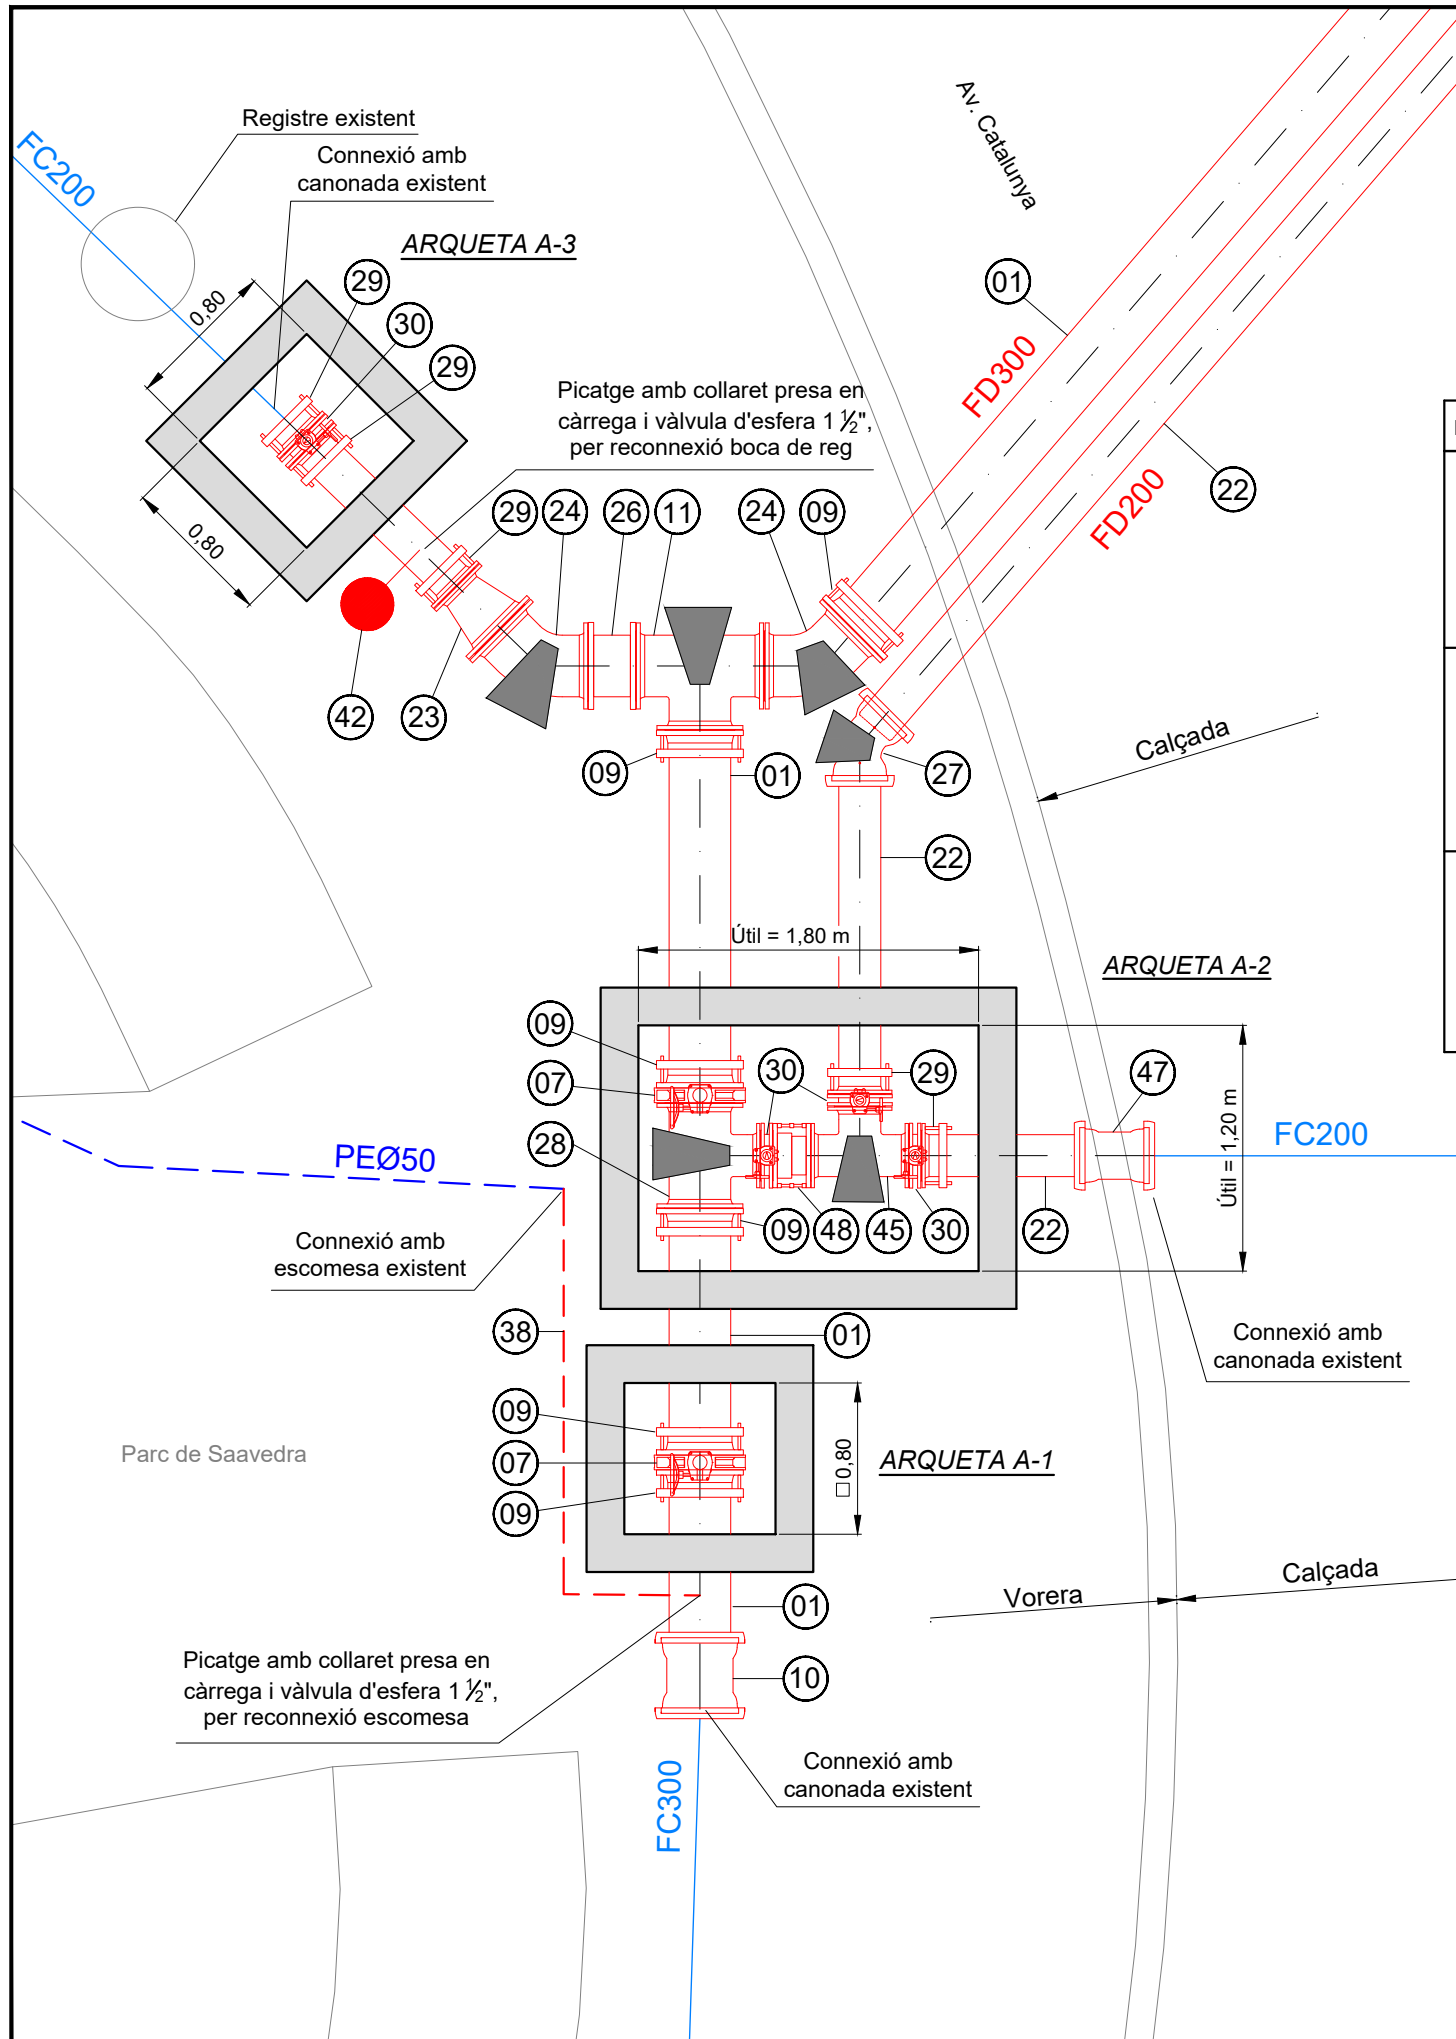 Registre existent
Connexió amb
canonada existent
FC200
ARQUETA A-3
Av. Catalunya
29
01
0,80
30
29
FD300
Picatge amb collaret presa en
càrrega i vàlvula d'esfera 1 ½",
per reconnexió boca de reg
FD200
22
29
24
26
11
24
09
0,80
42
23
Calçada
09
01
27
22
Útil = 1,80 m
ARQUETA A-2
09
07
30
29
47
28
PEØ50
Útil = 1,20 m
FC200
09
48
45
30
22
Connexió amb
escomesa existent
38
01
Connexió amb
canonada existent
09
07
09
□0,80
ARQUETA A-1
Parc de Saavedra
Calçada
Vorera
01
10
Picatge amb collaret presa en
càrrega i vàlvula d'esfera 1 ½",
per reconnexió escomesa
FC300
Connexió amb
canonada existent